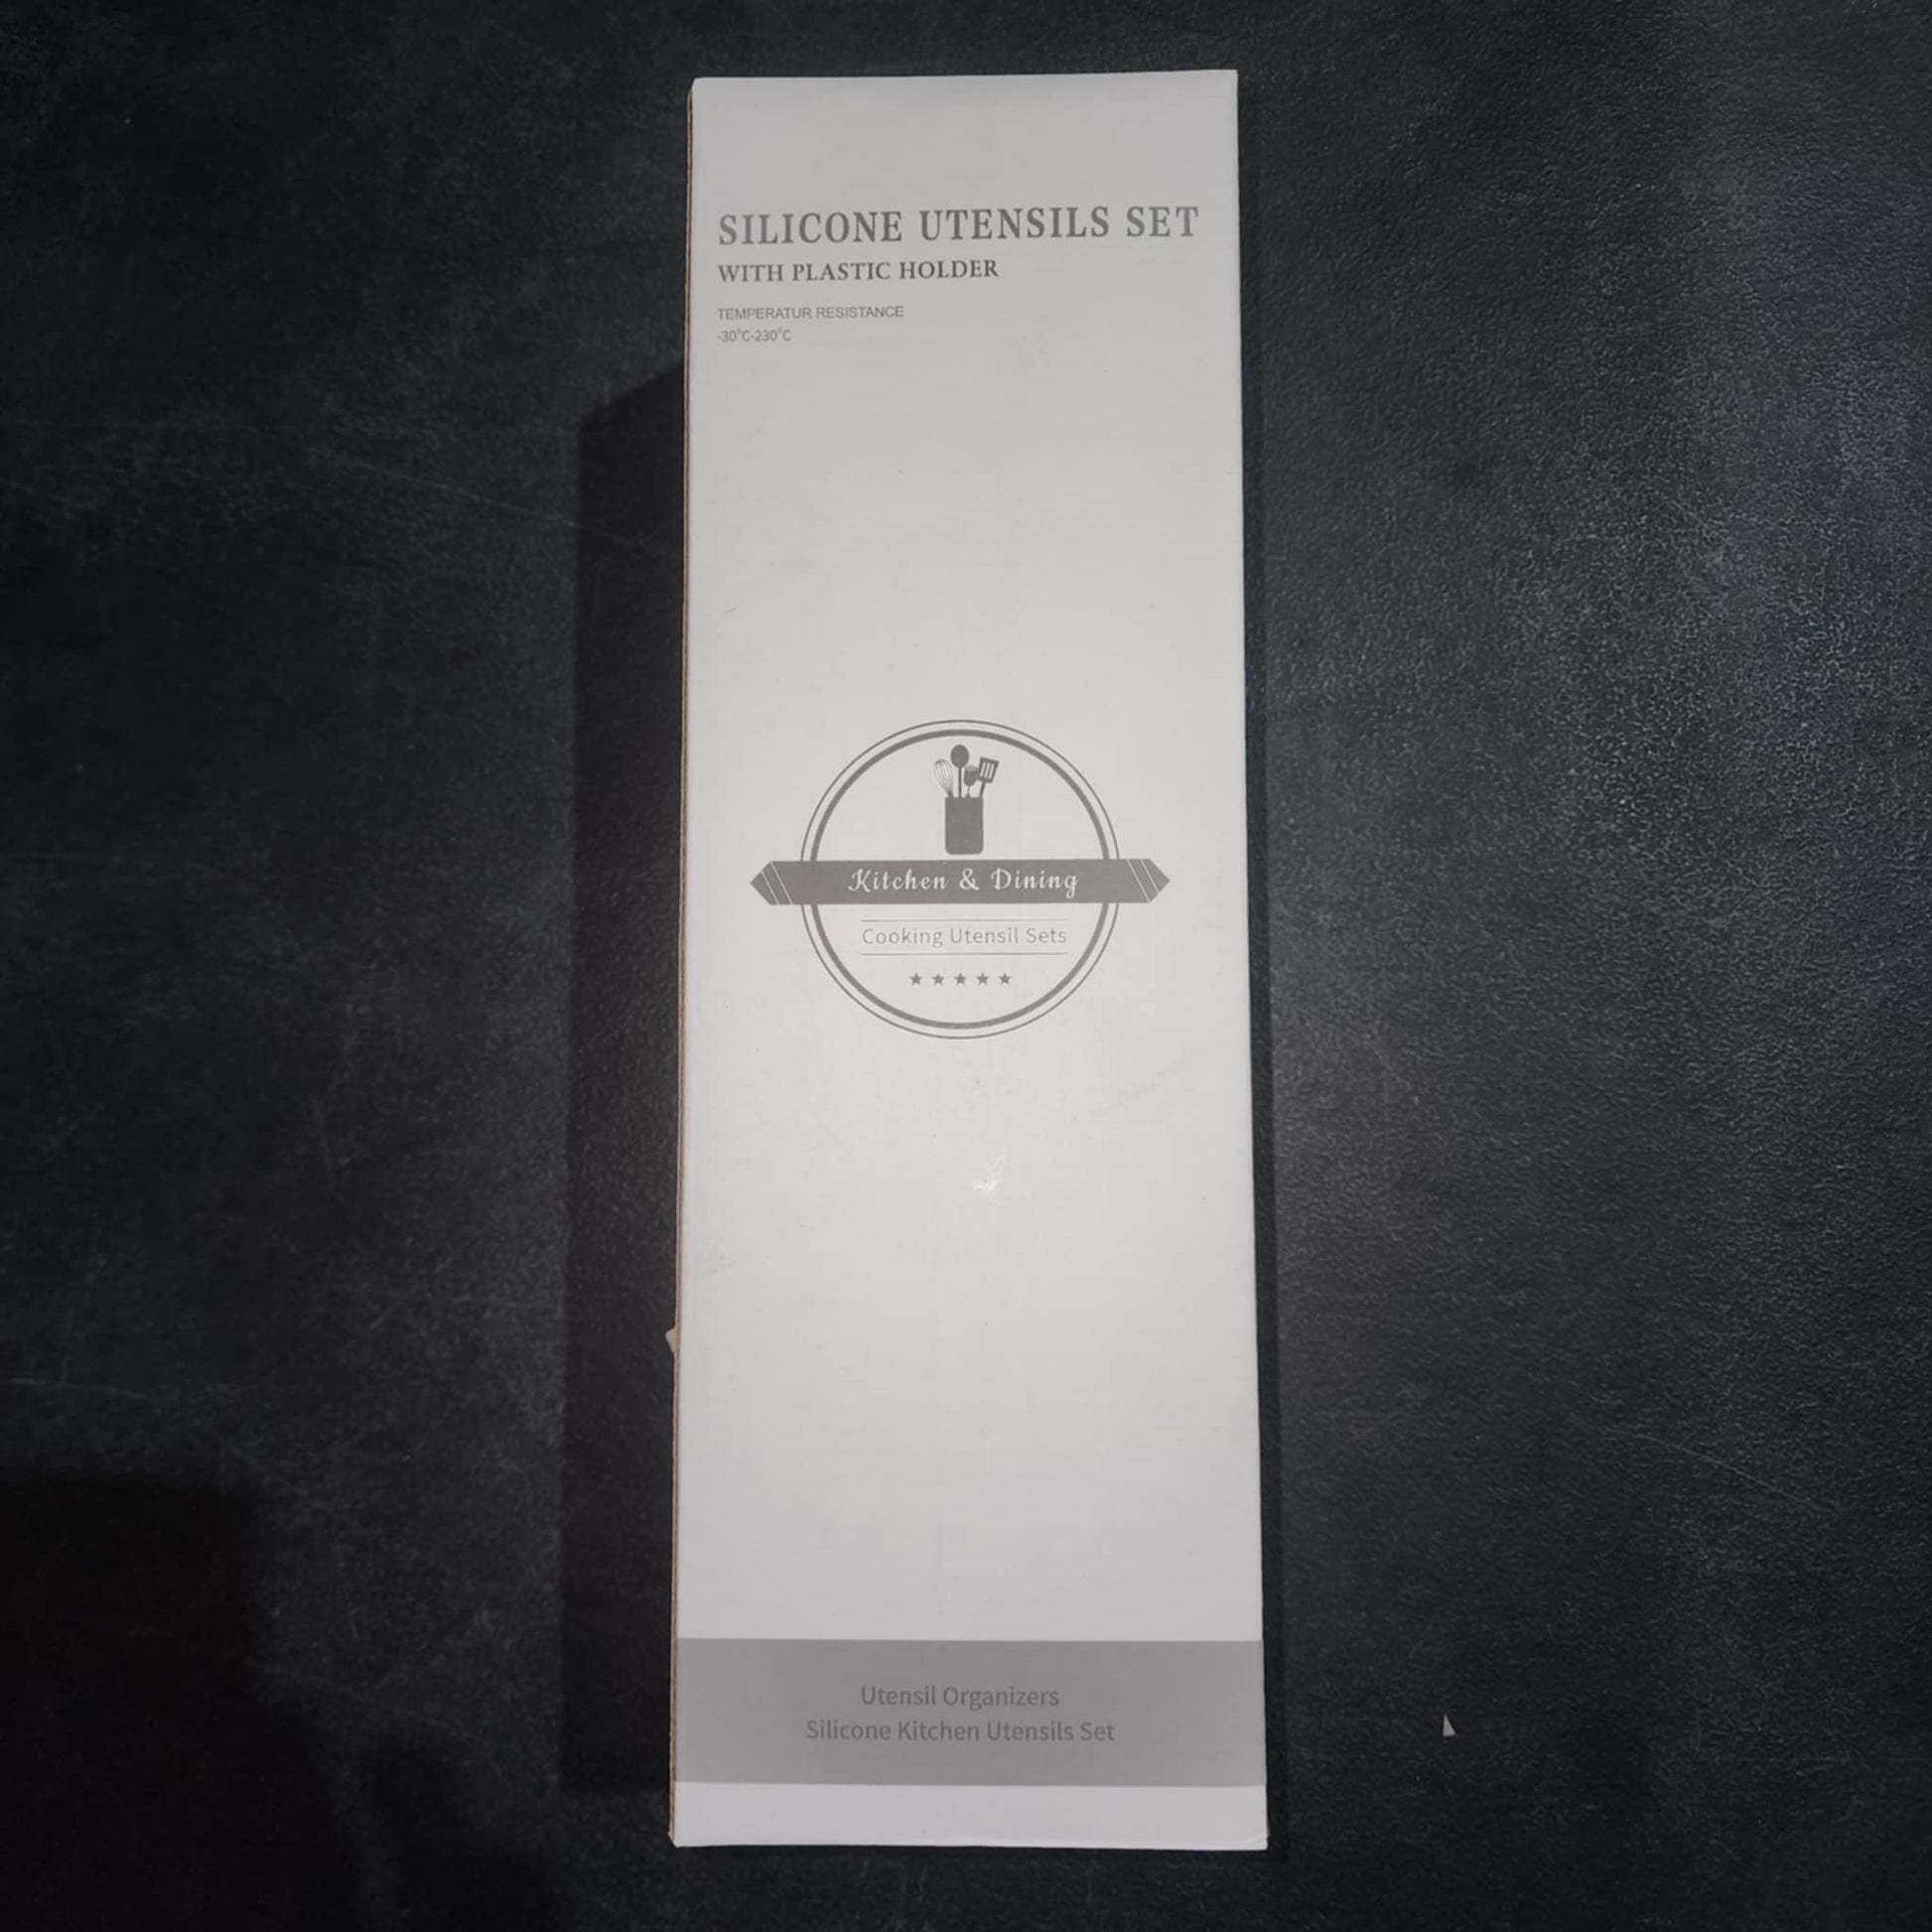 SILICONE UTENSILS SET
WITH PLASTIC HOLDER
TEMPERATUR RESISTANCE
-30°C-230°C
Kitchen & Dining
Cooking Utensil Sets
Utensil Organizers
Silicone Kitchen Utensils Set